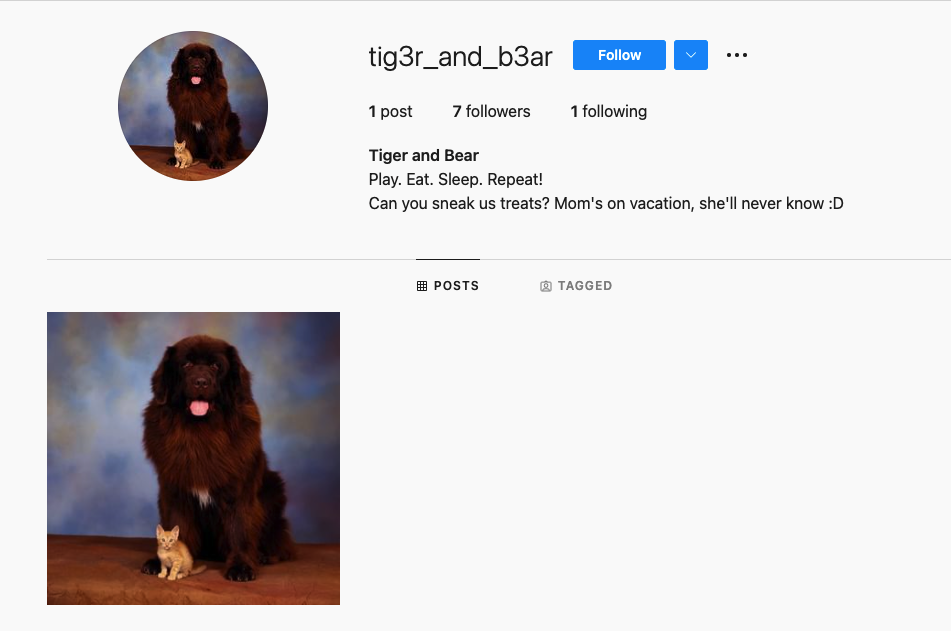 tig3r_and_b3ar Follow
1 post 7 followers 1 following
Tiger and Bear
Play. Eat. Sleep. Repeat!
Can you sneak us treats? Mom's on vacation, she'll never know :D
POSTS TAGGED